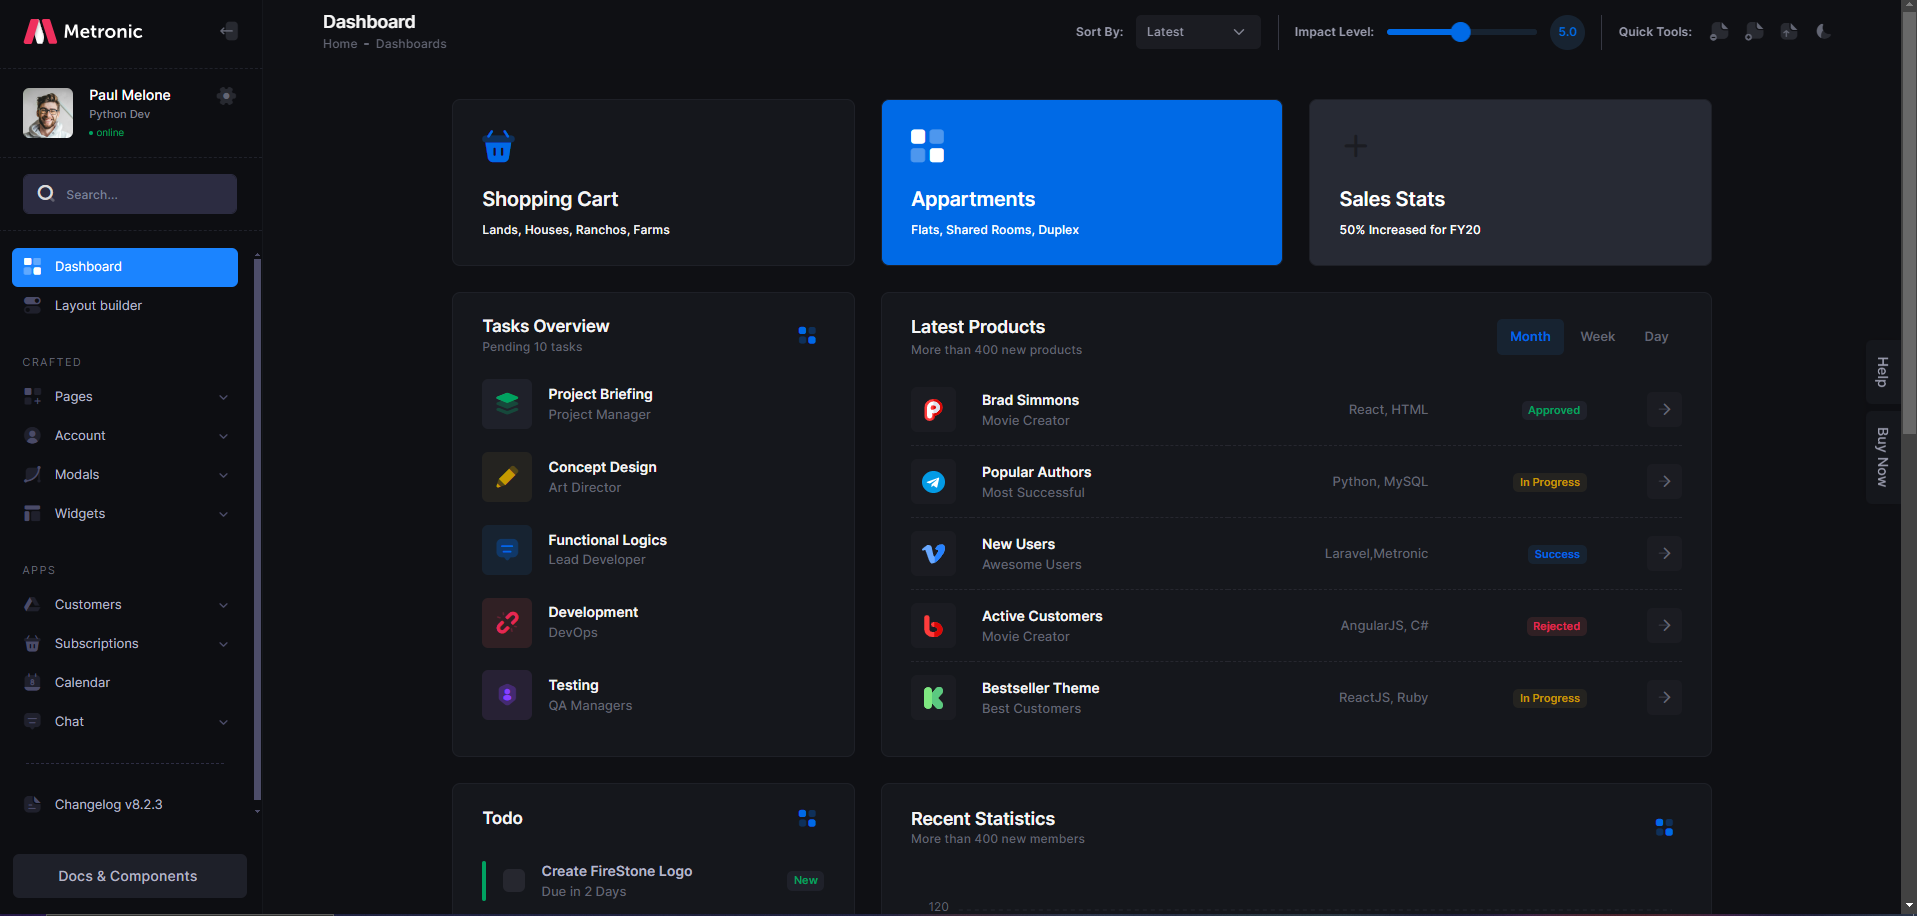 Metronic
Paul Melone
Python Dev
online
Search...
Dashboard
Layout builder
CRAFTED
Pages
Account
Modals
Widgets
APPS
Customers
Subscriptions
8
Calendar
Chat
Changelog v8.2.3
Docs & Components
Dashboard
Home - Dashboards
Sort By:
Latest
Impact Level:
5.0
Quick Tools:
Shopping Cart
Lands, Houses, Ranchos, Farms
Appartments
Flats, Shared Rooms, Duplex
Sales Stats
50% Increased for FY20
Tasks Overview
Pending 10 tasks
Project Briefing
Project Manager
Concept Design
Art Director
Functional Logics
Lead Developer
Development
DevOps
Testing
QA Managers
Latest Products
More than 400 new products
Month Week Day
Brad Simmons
Movie Creator
React, HTML
Approved
Popular Authors
Most Successful
Python, MySQL
In Progress
New Users
Awesome Users
Laravel,Metronic
Success
Active Customers
Movie Creator
AngularJS, C#
Rejected
Bestseller Theme
Best Customers
ReactJS, Ruby
In Progress
Todo
Create FireStone Logo
Due in 2 Days
New
Recent Statistics
More than 400 new members
120
Help
Buy Now